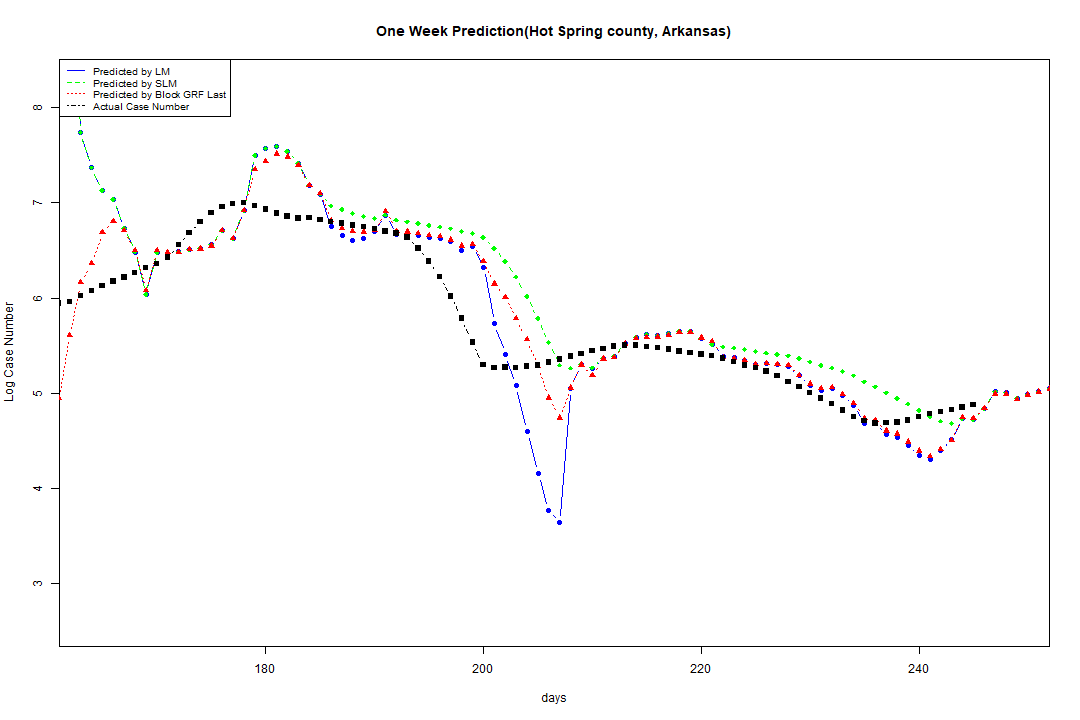 One Week Prediction(Hot Spring county, Arkansas)
Predicted by LM
Predicted by SLM
Predicted by Block GRF Last
Actual Case Number
8
7
6
5
4
3
Log Case Number
180 200 220 240
days